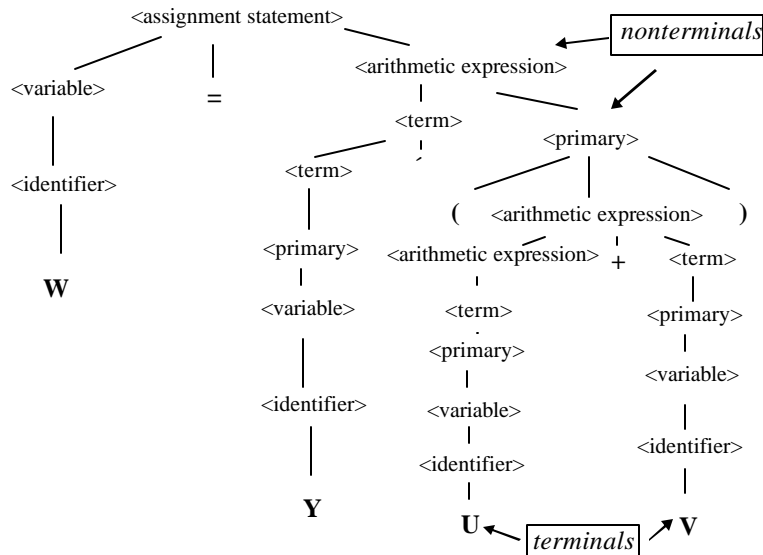 <assignment statement>
nonterminals
<arithmetic expression>
<variable>
=
<term>
<primary>
<term>
<identifier>
( <arithmetic expression> )
<primary>
<arithmetic expression> + <term>
W
<variable>
<term>
<primary>
<primary>
<variable>
<identifier>
<variable>
<identifier>
<identifier>
Y
U
V
terminals